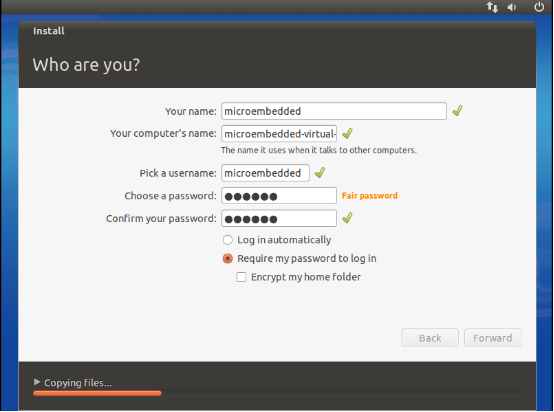 Install
Who are you?
Your name: microembedded
Your computer's name: microembedded-virtual-
The name it uses when it talks to other computers.
Pick a username: microembedded
Choose a password: ●●●●●● Fair password
Confirm your password: ●●●●●●
Log in automatically
Require my password to log in
Encrypt my home folder
Back Forward
Copying files...